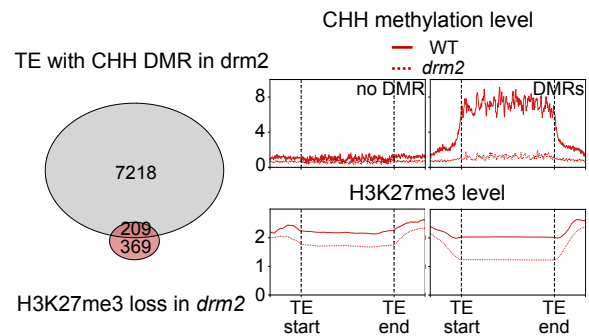 CHH methylation level
WT
drm2
TE with CHH DMR in drm2
no DMR
DMRs
8
4
0
7218
209
369
H3K27me3 level
2
1
0
H3K27me3 loss in drm2
TE start
TE end
TE start
TE end